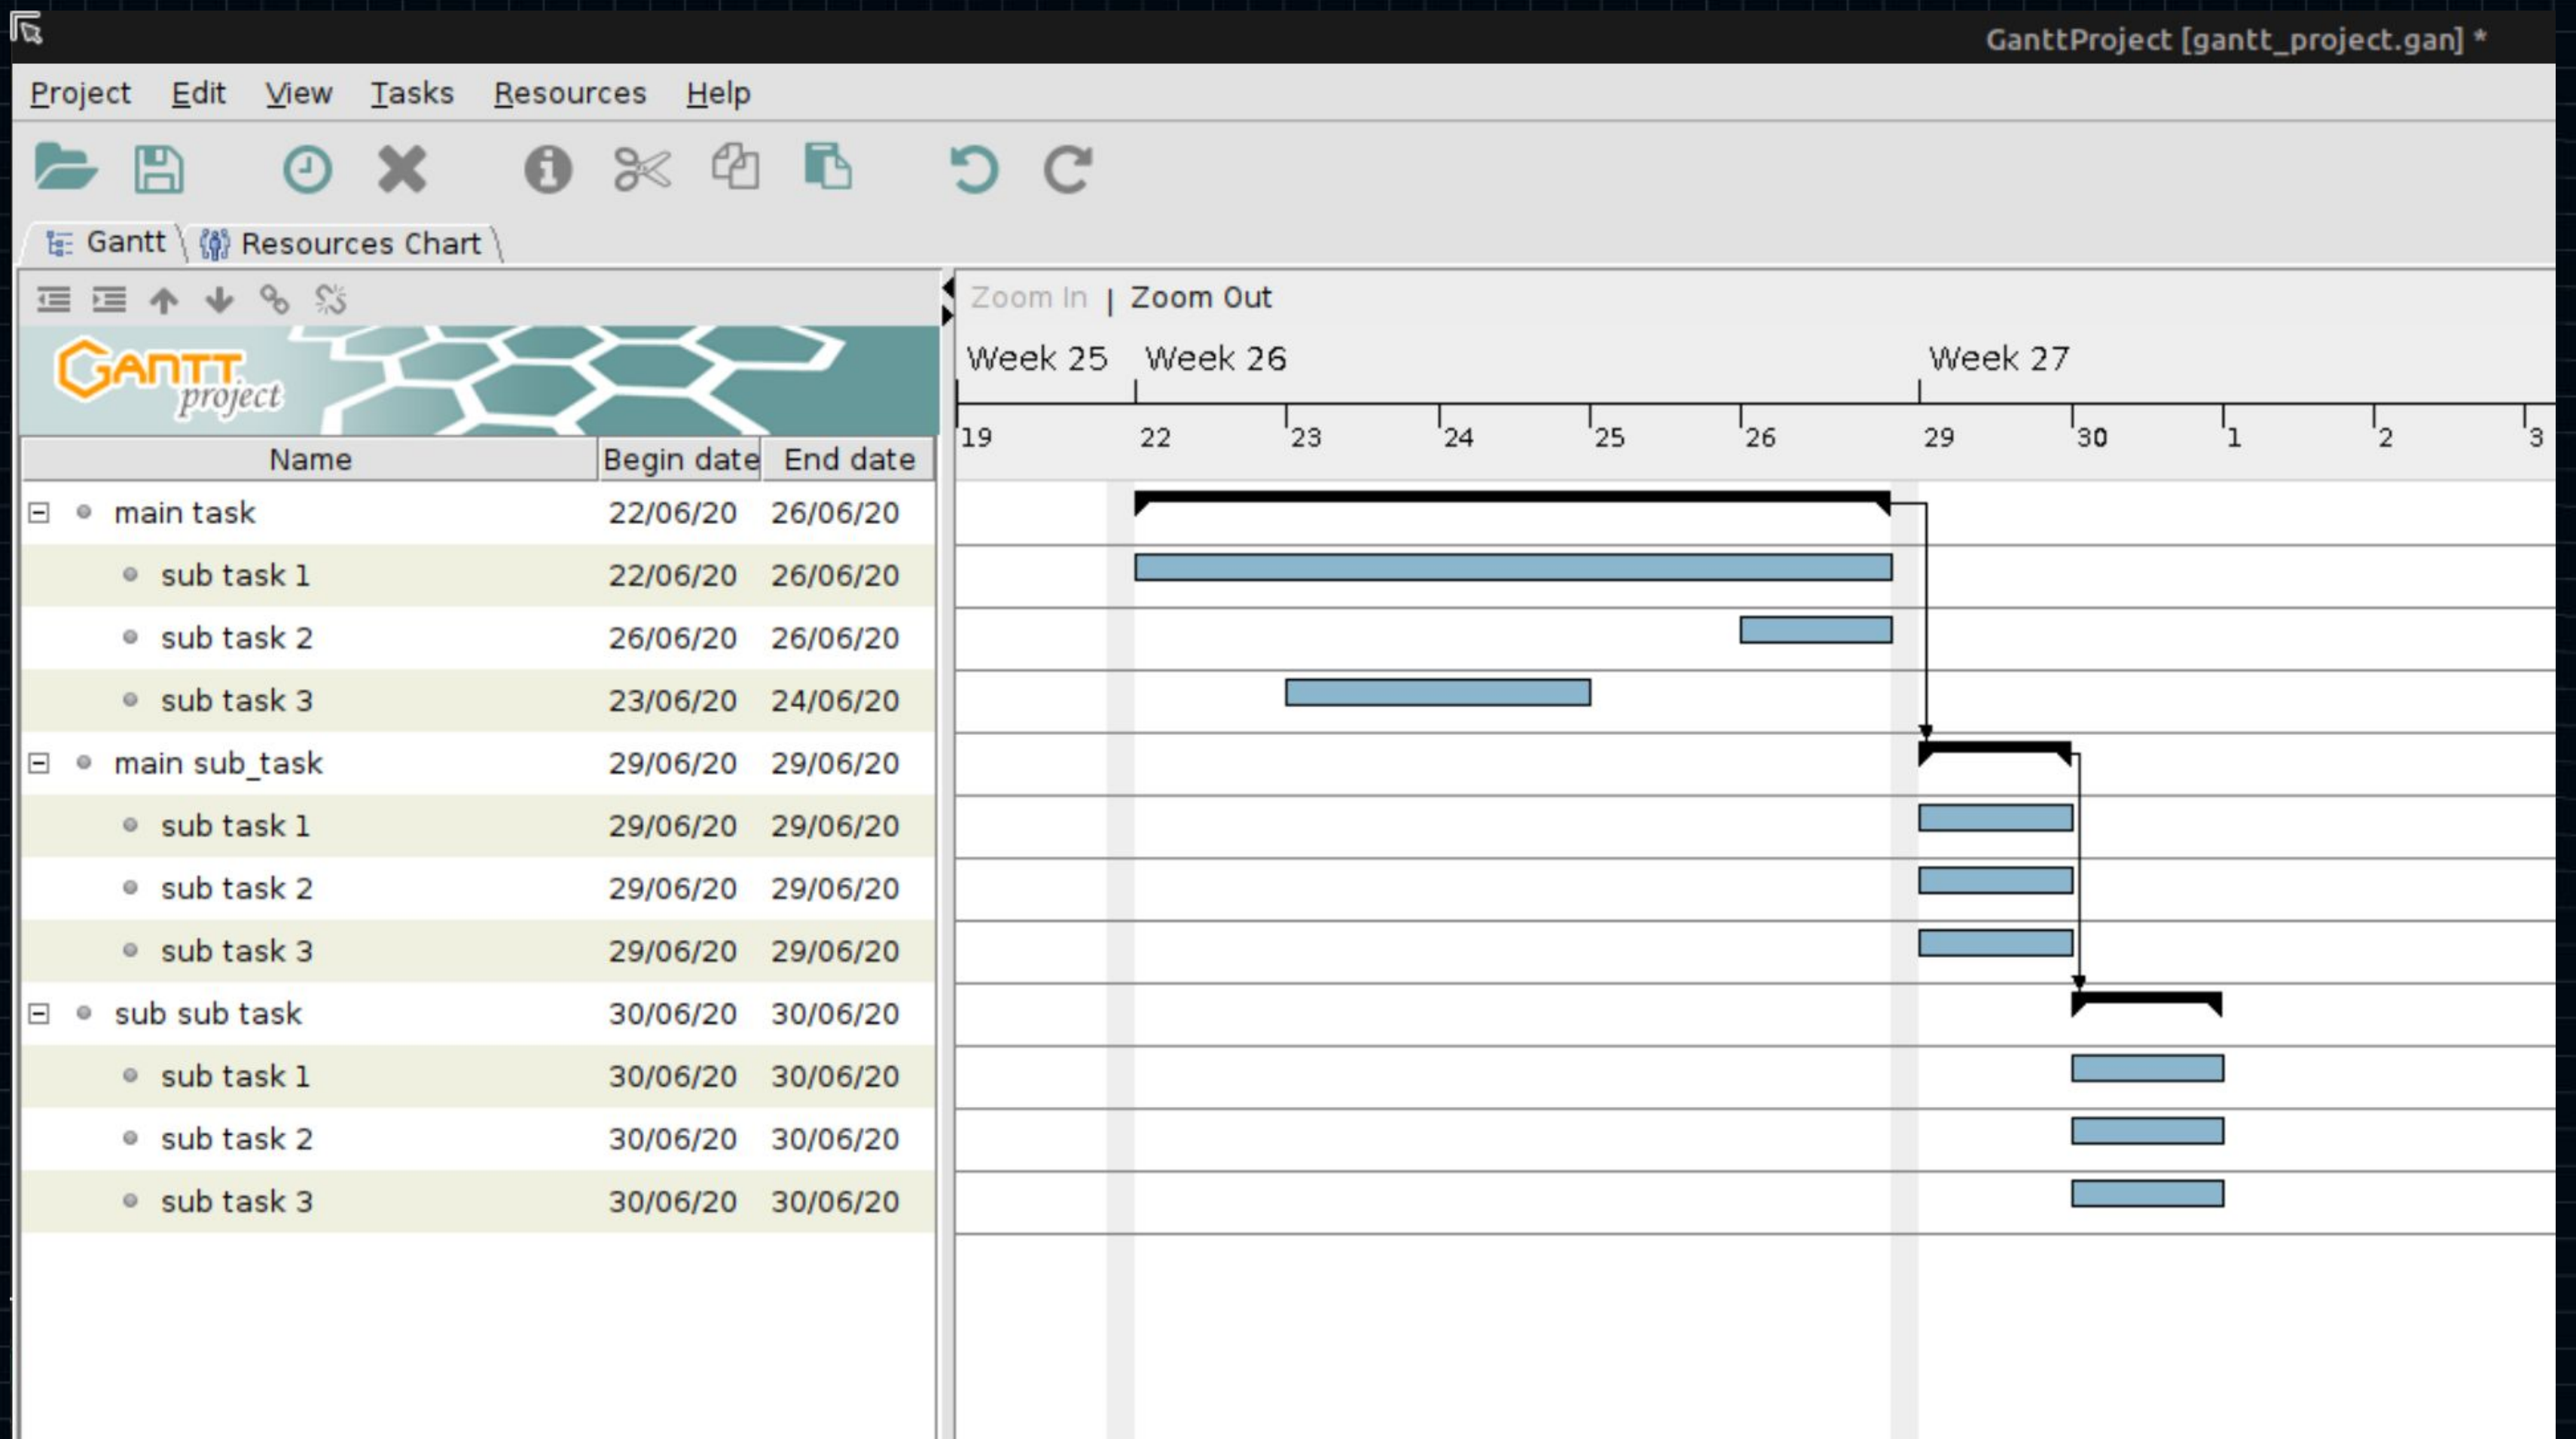 GanttProject [gantt_project.gan] *
Project Edit View Tasks Resources Help
Gantt Resources Chart
Zoom In | Zoom Out
GANTT project
Week 25 Week 26 Week 27
19 22 23 24 25 26 29 30 1 2 3
Name Begin date End date
main task 22/06/20 26/06/20
sub task 1 22/06/20 26/06/20
sub task 2 26/06/20 26/06/20
sub task 3 23/06/20 24/06/20
main sub_task 29/06/20 29/06/20
sub task 1 29/06/20 29/06/20
sub task 2 29/06/20 29/06/20
sub task 3 29/06/20 29/06/20
sub sub task 30/06/20 30/06/20
sub task 1 30/06/20 30/06/20
sub task 2 30/06/20 30/06/20
sub task 3 30/06/20 30/06/20